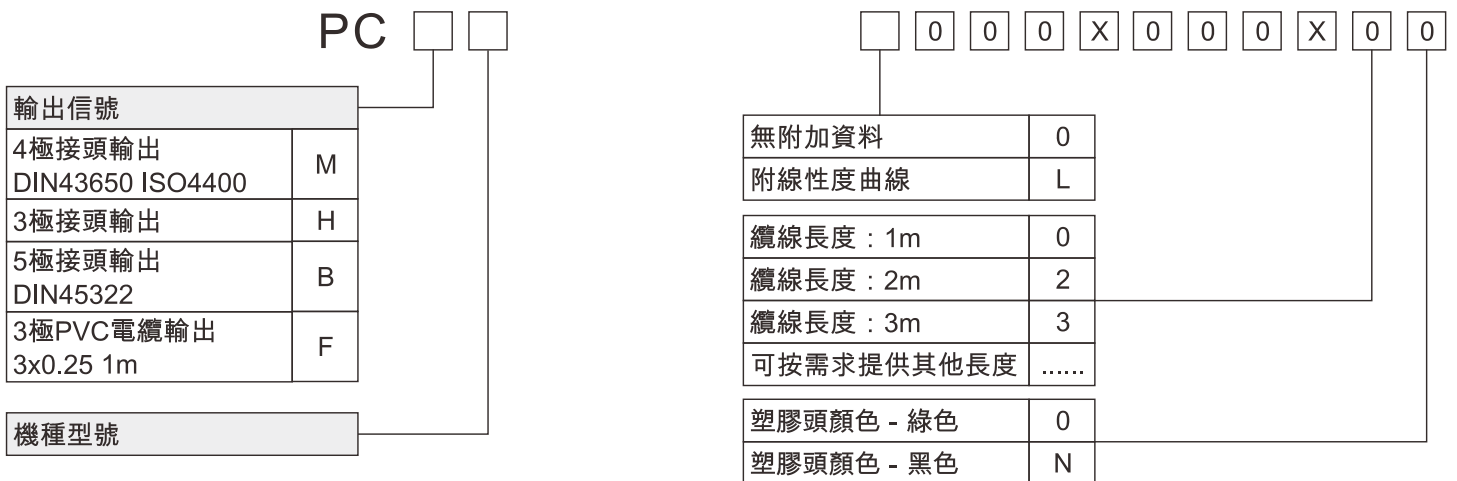 PC
0 0 0 X 0 0 0 X 0 0
輸出信號
4極接頭輸出
DIN43650 ISO4400
M
3極接頭輸出 H
5極接頭輸出
DIN45322
B
3極PVC電纜輸出
3x0.25 1m
F
機種型號
無附加資料 0
附線性度曲線 L
纜線長度：1m 0
纜線長度：2m 2
纜線長度：3m 3
可按需求提供其他長度 ......
塑膠頭顏色 - 綠色 0
塑膠頭顏色 - 黑色 N